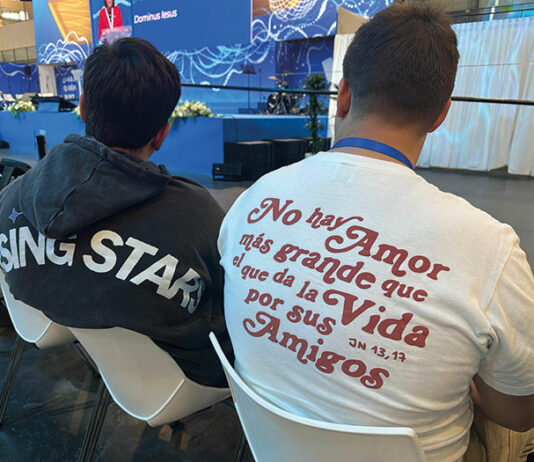 Dominus Iesus
SING STARS
No hay Amor
más grande que
el que da la Vida
por sus
JN 13,17
Amigos